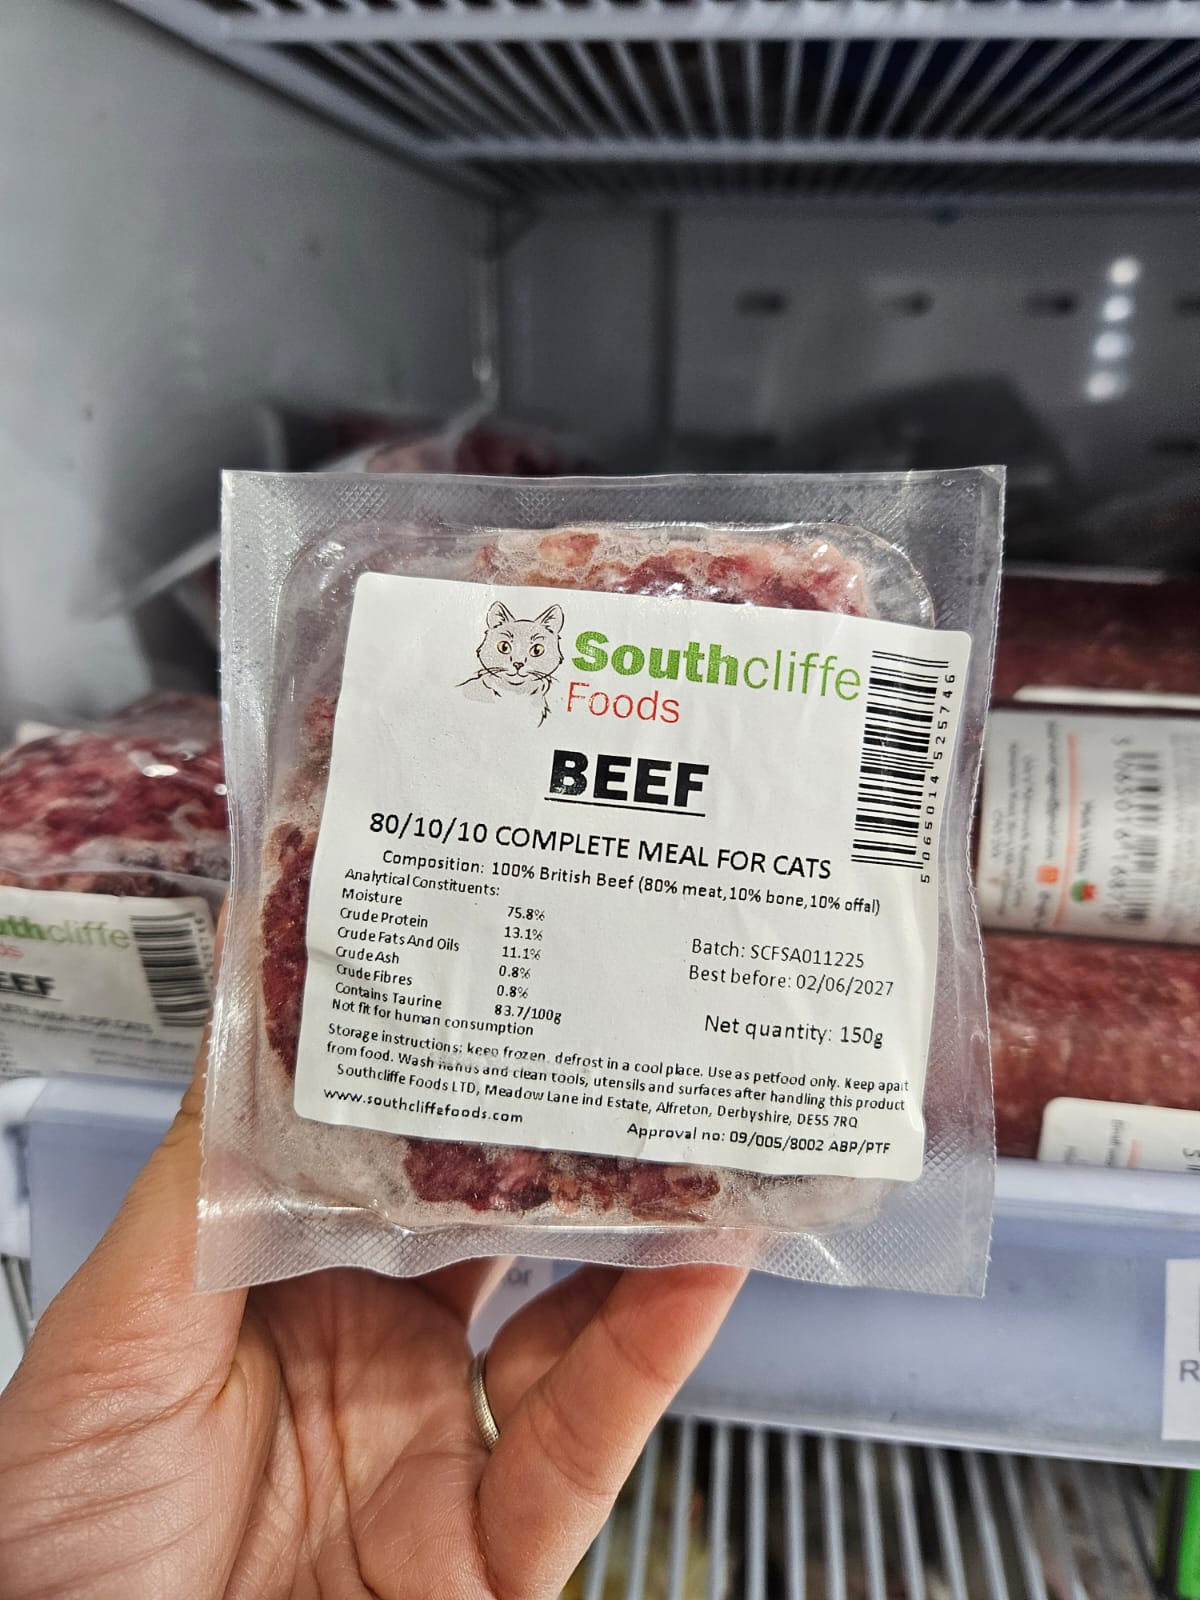 Southcliffe
Foods
BEEF
80/10/10 COMPLETE MEAL FOR CATS
Composition: 100% British Beef (80% meat,10% bone,10% offal)
Analytical Constituents:
Moisture 75.8%
Crude Protein 13.1%
Crude Fats And Oils 11.1%
Crude Ash 0.8%
Crude Fibres 0.8%
Contains Taurine 83.7/100g
Not fit for human consumption
Batch: SCFSA011225
Best before: 02/06/2027
Net quantity: 150g
Storage instructions: keep frozen, defrost in a cool place. Use as petfood only. Keep apart
from food. Wash hands and clean tools, utensils and surfaces after handling this product
Southcliffe Foods LTD, Meadow Lane ind Estate, Alfreton, Derbyshire, DE55 7RQ
www.southcliffefoods.com
Approval no: 09/005/8002 ABP/PTF
5065014525746
uthcliffe
EEF
or
R